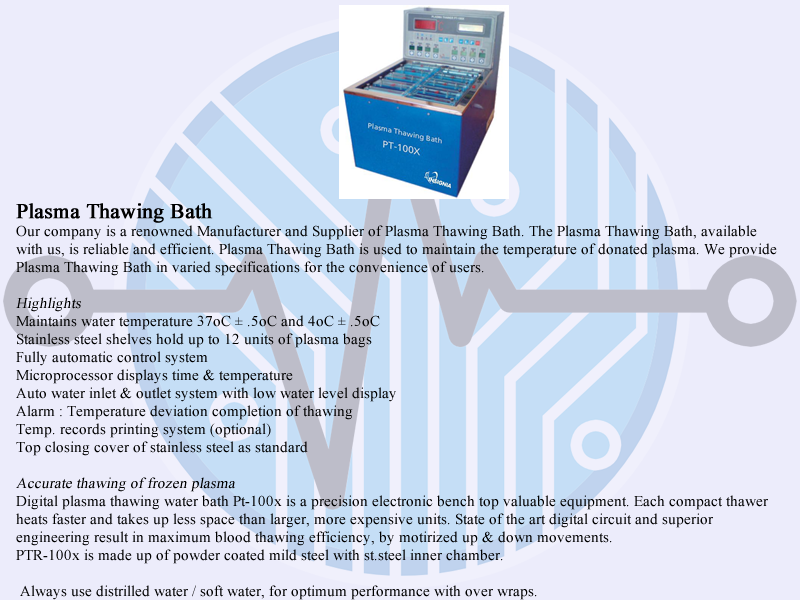 Plasma Thawing Bath
PT-100X
INSIGNIA
Plasma Thawing Bath
Our company is a renowned Manufacturer and Supplier of Plasma Thawing Bath. The Plasma Thawing Bath, available
with us, is reliable and efficient. Plasma Thawing Bath is used to maintain the temperature of donated plasma. We provide
Plasma Thawing Bath in varied specifications for the convenience of users.
Highlights
Maintains water temperature 37oC ± .5oC and 4oC ± .5oC
Stainless steel shelves hold up to 12 units of plasma bags
Fully automatic control system
Microprocessor displays time & temperature
Auto water inlet & outlet system with low water level display
Alarm : Temperature deviation completion of thawing
Temp. records printing system (optional)
Top closing cover of stainless steel as standard
Accurate thawing of frozen plasma
Digital plasma thawing water bath Pt-100x is a precision electronic bench top valuable equipment. Each compact thawer
heats faster and takes up less space than larger, more expensive units. State of the art digital circuit and superior
engineering result in maximum blood thawing efficiency, by motirized up & down movements.
PTR-100x is made up of powder coated mild steel with st.steel inner chamber.
Always use distrilled water / soft water, for optimum performance with over wraps.